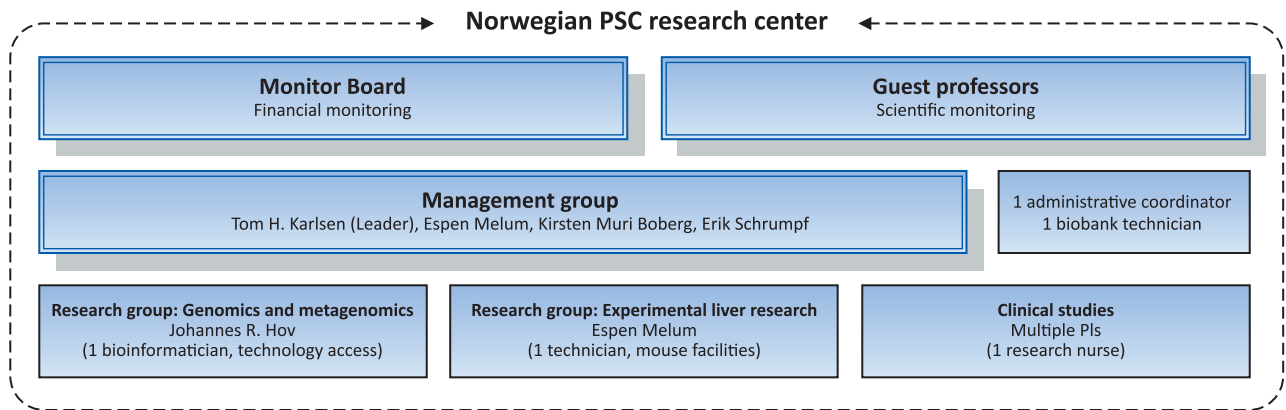 Norwegian PSC research center
Monitor Board
Financial monitoring
Guest professors
Scientific monitoring
Management group
Tom H. Karlsen (Leader), Espen Melum, Kirsten Muri Boberg, Erik Schrumpf
1 administrative coordinator
1 biobank technician
Research group: Genomics and metagenomics
Johannes R. Hov
(1 bioinformatician, technology access)
Research group: Experimental liver research
Espen Melum
(1 technician, mouse facilities)
Clinical studies
Multiple PIs
(1 research nurse)